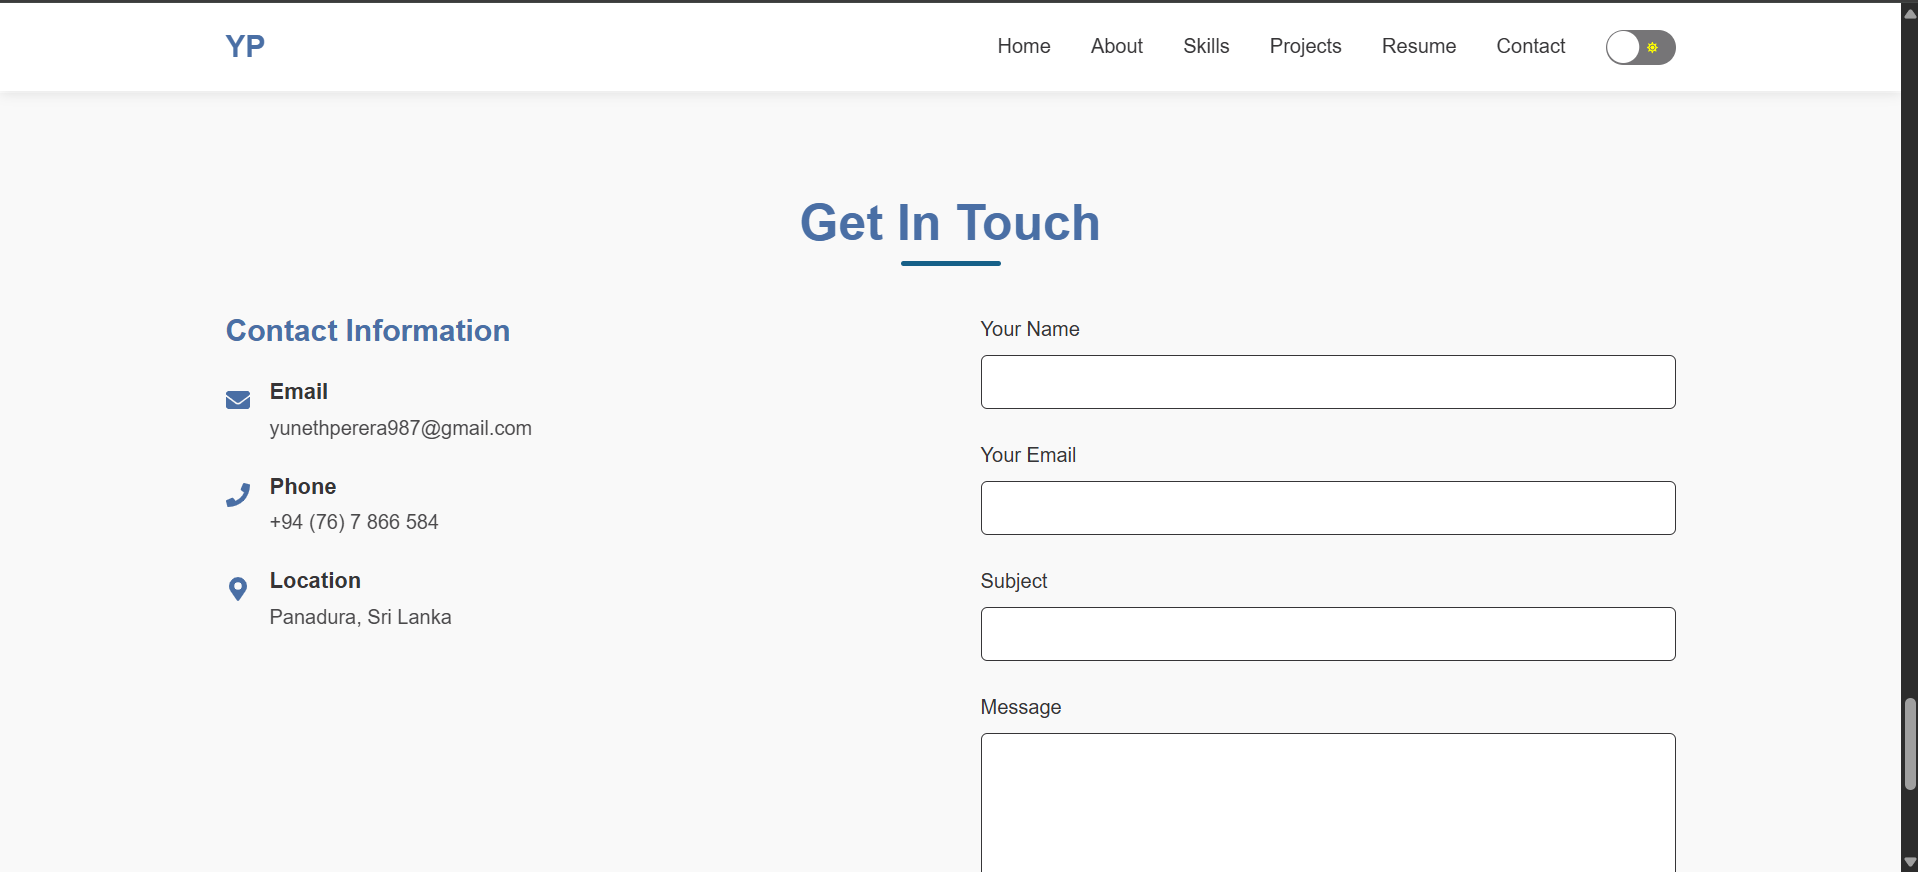 YP
Home About Skills Projects Resume Contact
Get In Touch
Contact Information
Email
yunethperera987@gmail.com
Phone
+94 (76) 7 866 584
Location
Panadura, Sri Lanka
Your Name
Your Email
Subject
Message